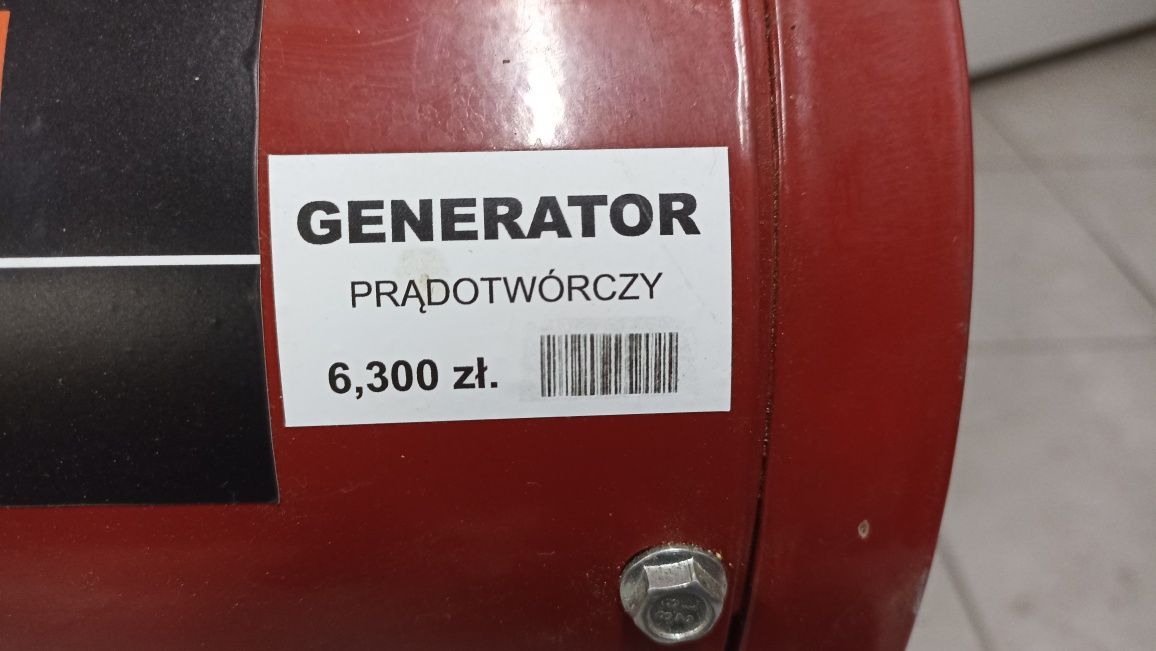 GENERATOR
PRĄDOTWÓRCZY
6,300 zł.